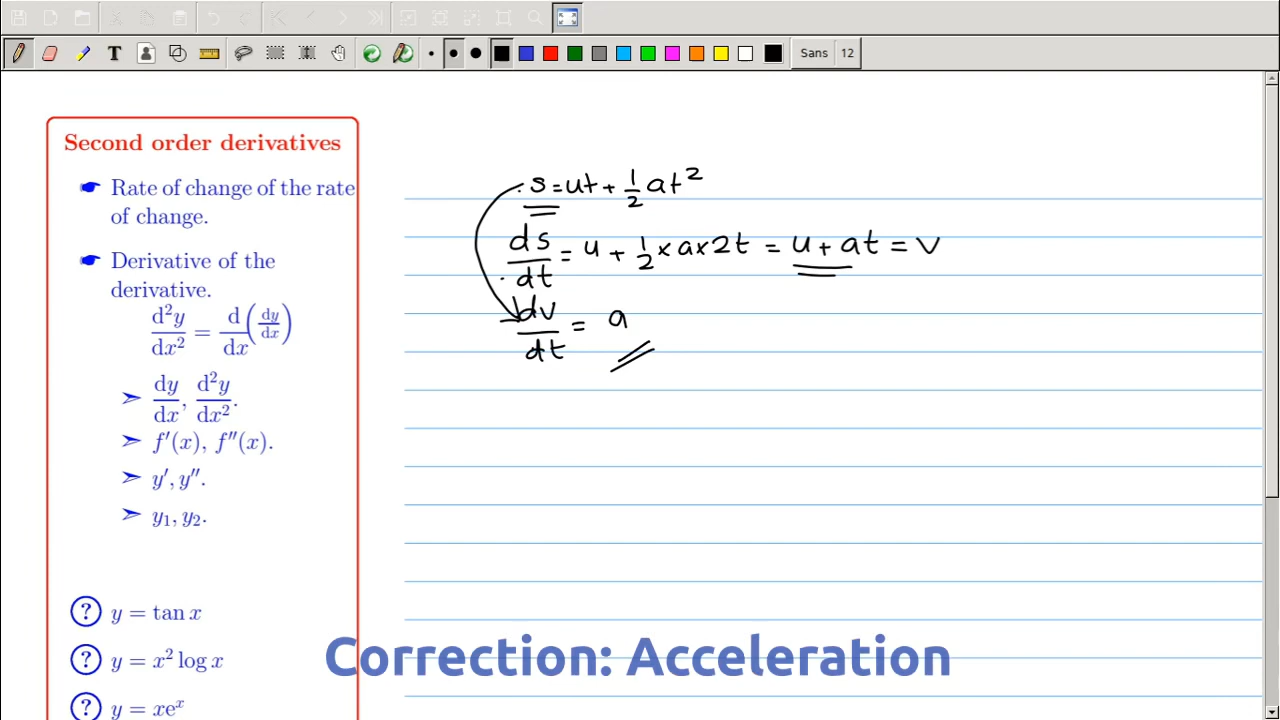 Sans 12
Second order derivatives
Rate of change of the rate
of change.
Derivative of the
derivative.
d²y/dx² = d/dx (dy/dx)
dy/dx, d²y/dx².
f′(x), f″(x).
y′, y″.
y₁, y₂.
? y = tan x
? y = x² log x
? y = xeˣ
s = ut + 1/2 at²
ds/dt = u + 1/2 × a × 2t = u + at = v
dv/dt = a
Correction: Acceleration